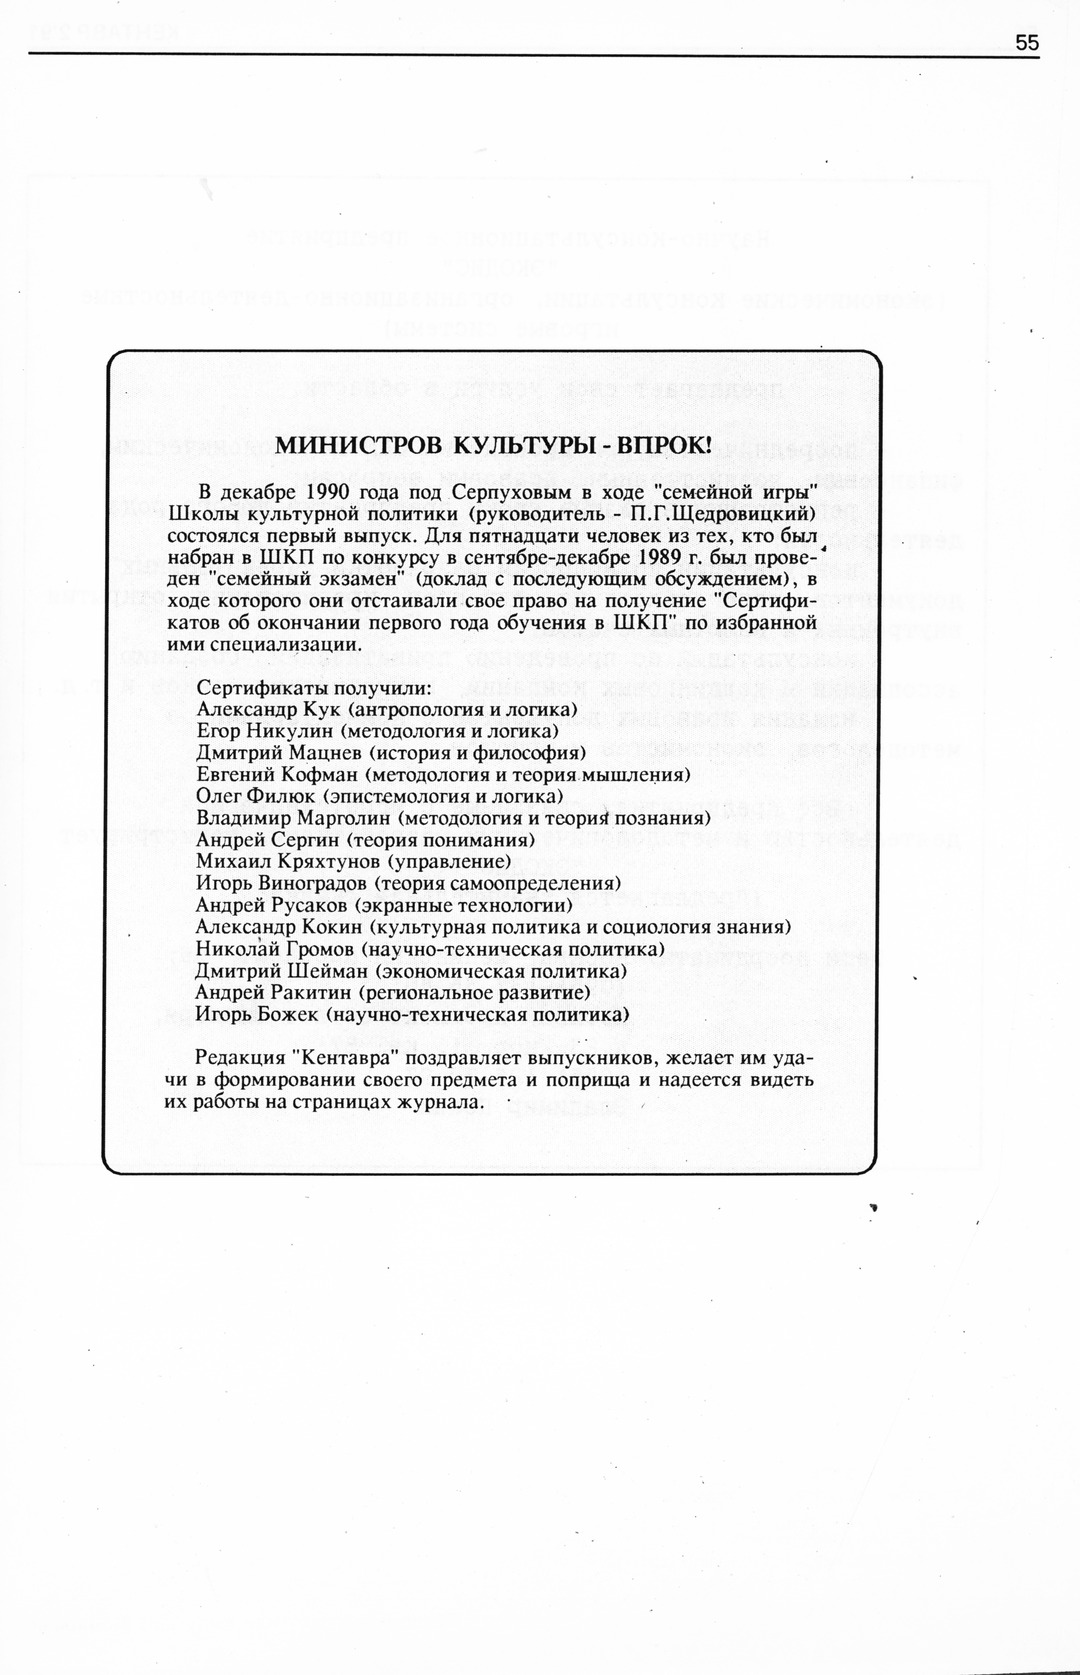 55
МИНИСТРОВ КУЛЬТУРЫ - ВПРОК!
В декабре 1990 года под Серпуховым в ходе "семейной игры"
Школы культурной политики (руководитель - П.Г.Щедровицкий)
состоялся первый выпуск. Для пятнадцати человек из тех, кто был
набран в ШКП по конкурсу в сентябре-декабре 1989 г. был прове-
ден "семейный экзамен" (доклад с последующим обсуждением), в
ходе которого они отстаивали свое право на получение "Сертифи-
катов об окончании первого года обучения в ШКП" по избранной
ими специализации.
Сертификаты получили:
Александр Кук (антропология и логика)
Егор Никулин (методология и логика)
Дмитрий Мацнев (история и философия)
Евгений Кофман (методология и теория мышления)
Олег Филюк (эпистемология и логика)
Владимир Марголин (методология и теория познания)
Андрей Сергин (теория понимания)
Михаил Кряхтунов (управление)
Игорь Виноградов (теория самоопределения)
Андрей Русаков (экранные технологии)
Александр Кокин (культурная политика и социология знания)
Николай Громов (научно-техническая политика)
Дмитрий Шейман (экономическая политика)
Андрей Ракитин (региональное развитие)
Игорь Божек (научно-техническая политика)
Редакция "Кентавра" поздравляет выпускников, желает им уда-
чи в формировании своего предмета и поприща и надеется видеть
их работы на страницах журнала.